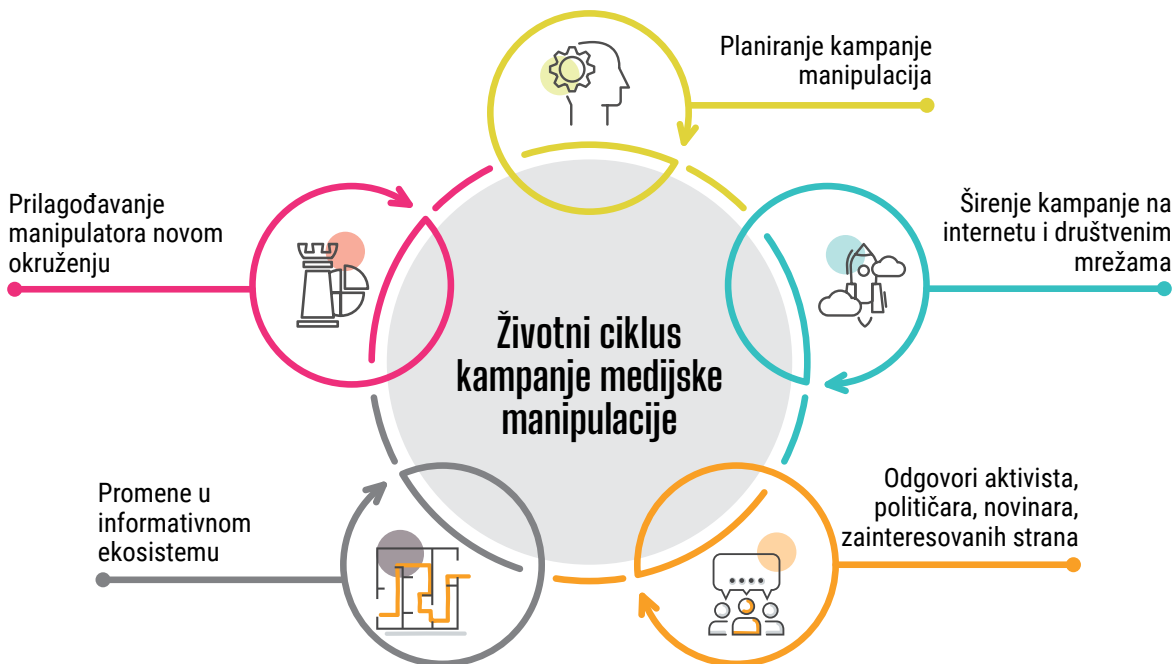 Planiranje kampanje
manipulacija
Širenje kampanje na
internetu i društvenim
mrežama
Prilagođavanje
manipulatora novom
okruženju
Životni ciklus
kampanje medijske
manipulacije
Odgovori aktivista,
političara, novinara,
zainteresovanih strana
Promene u
informativnom
ekosistemu